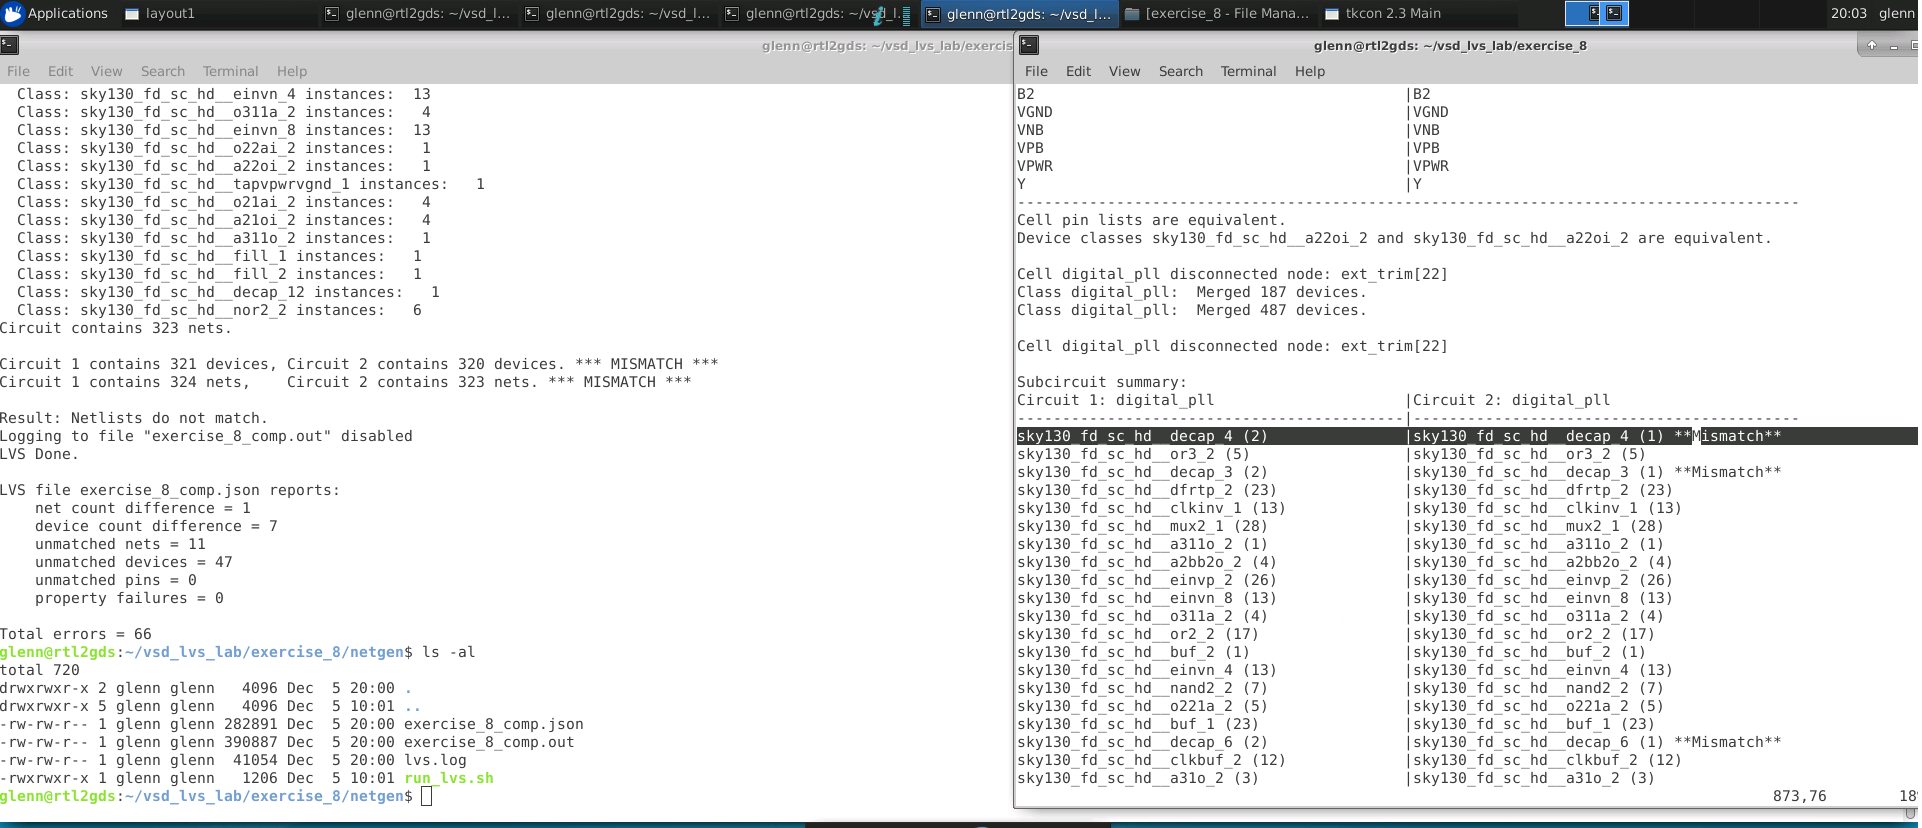 Applications
layout1
glenn@rtl2gds: ~/vsd_l...
glenn@rtl2gds: ~/vsd_l...
glenn@rtl2gds: ~/vsd_l...
glenn@rtl2gds: ~/vsd_l...
[exercise_8 - File Mana...
tkcon 2.3 Main
20:03
glenn
glenn@rtl2gds: ~/vsd_lvs_lab/exercis
File Edit View Search Terminal Help
Class: sky130_fd_sc_hd__einvn_4 instances: 13
Class: sky130_fd_sc_hd__o311a_2 instances: 4
Class: sky130_fd_sc_hd__einvn_8 instances: 13
Class: sky130_fd_sc_hd__o22ai_2 instances: 1
Class: sky130_fd_sc_hd__a22oi_2 instances: 1
Class: sky130_fd_sc_hd__tapvpwrvgnd_1 instances: 1
Class: sky130_fd_sc_hd__o21ai_2 instances: 4
Class: sky130_fd_sc_hd__a21oi_2 instances: 4
Class: sky130_fd_sc_hd__a311o_2 instances: 1
Class: sky130_fd_sc_hd__fill_1 instances: 1
Class: sky130_fd_sc_hd__fill_2 instances: 1
Class: sky130_fd_sc_hd__decap_12 instances: 1
Class: sky130_fd_sc_hd__nor2_2 instances: 6
Circuit contains 323 nets.
Circuit 1 contains 321 devices, Circuit 2 contains 320 devices. *** MISMATCH ***
Circuit 1 contains 324 nets, Circuit 2 contains 323 nets. *** MISMATCH ***
Result: Netlists do not match.
Logging to file "exercise_8_comp.out" disabled
LVS Done.
LVS file exercise_8_comp.json reports:
net count difference = 1
device count difference = 7
unmatched nets = 11
unmatched devices = 47
unmatched pins = 0
property failures = 0
Total errors = 66
glenn@rtl2gds:~/vsd_lvs_lab/exercise_8/netgen$ ls -al
total 720
drwxrwxr-x 2 glenn glenn 4096 Dec 5 20:00 .
drwxrwxr-x 5 glenn glenn 4096 Dec 5 10:01 ..
-rw-rw-r-- 1 glenn glenn 282891 Dec 5 20:00 exercise_8_comp.json
-rw-rw-r-- 1 glenn glenn 390887 Dec 5 20:00 exercise_8_comp.out
-rw-rw-r-- 1 glenn glenn 41054 Dec 5 20:00 lvs.log
-rwxrwxr-x 1 glenn glenn 1206 Dec 5 10:01 run_lvs.sh
glenn@rtl2gds:~/vsd_lvs_lab/exercise_8/netgen$
glenn@rtl2gds: ~/vsd_lvs_lab/exercise_8
File Edit View Search Terminal Help
B2 |B2
VGND |VGND
VNB |VNB
VPB |VPB
VPWR |VPWR
Y |Y
---------------------------------------------------------------------------------------
Cell pin lists are equivalent.
Device classes sky130_fd_sc_hd__a22oi_2 and sky130_fd_sc_hd__a22oi_2 are equivalent.
Cell digital_pll disconnected node: ext_trim[22]
Class digital_pll: Merged 187 devices.
Class digital_pll: Merged 487 devices.
Cell digital_pll disconnected node: ext_trim[22]
Subcircuit summary:
Circuit 1: digital_pll |Circuit 2: digital_pll
-------------------------------------------|-------------------------------------------
sky130_fd_sc_hd__decap_4 (2) |sky130_fd_sc_hd__decap_4 (1) **Mismatch**
sky130_fd_sc_hd__or3_2 (5) |sky130_fd_sc_hd__or3_2 (5)
sky130_fd_sc_hd__decap_3 (2) |sky130_fd_sc_hd__decap_3 (1) **Mismatch**
sky130_fd_sc_hd__dfrtp_2 (23) |sky130_fd_sc_hd__dfrtp_2 (23)
sky130_fd_sc_hd__clkinv_1 (13) |sky130_fd_sc_hd__clkinv_1 (13)
sky130_fd_sc_hd__mux2_1 (28) |sky130_fd_sc_hd__mux2_1 (28)
sky130_fd_sc_hd__a311o_2 (1) |sky130_fd_sc_hd__a311o_2 (1)
sky130_fd_sc_hd__a2bb2o_2 (4) |sky130_fd_sc_hd__a2bb2o_2 (4)
sky130_fd_sc_hd__einvp_2 (26) |sky130_fd_sc_hd__einvp_2 (26)
sky130_fd_sc_hd__einvn_8 (13) |sky130_fd_sc_hd__einvn_8 (13)
sky130_fd_sc_hd__o311a_2 (4) |sky130_fd_sc_hd__o311a_2 (4)
sky130_fd_sc_hd__or2_2 (17) |sky130_fd_sc_hd__or2_2 (17)
sky130_fd_sc_hd__buf_2 (1) |sky130_fd_sc_hd__buf_2 (1)
sky130_fd_sc_hd__einvn_4 (13) |sky130_fd_sc_hd__einvn_4 (13)
sky130_fd_sc_hd__nand2_2 (7) |sky130_fd_sc_hd__nand2_2 (7)
sky130_fd_sc_hd__o221a_2 (5) |sky130_fd_sc_hd__o221a_2 (5)
sky130_fd_sc_hd__buf_1 (23) |sky130_fd_sc_hd__buf_1 (23)
sky130_fd_sc_hd__decap_6 (2) |sky130_fd_sc_hd__decap_6 (1) **Mismatch**
sky130_fd_sc_hd__clkbuf_2 (12) |sky130_fd_sc_hd__clkbuf_2 (12)
sky130_fd_sc_hd__a31o_2 (3) |sky130_fd_sc_hd__a31o_2 (3)
873,76 18